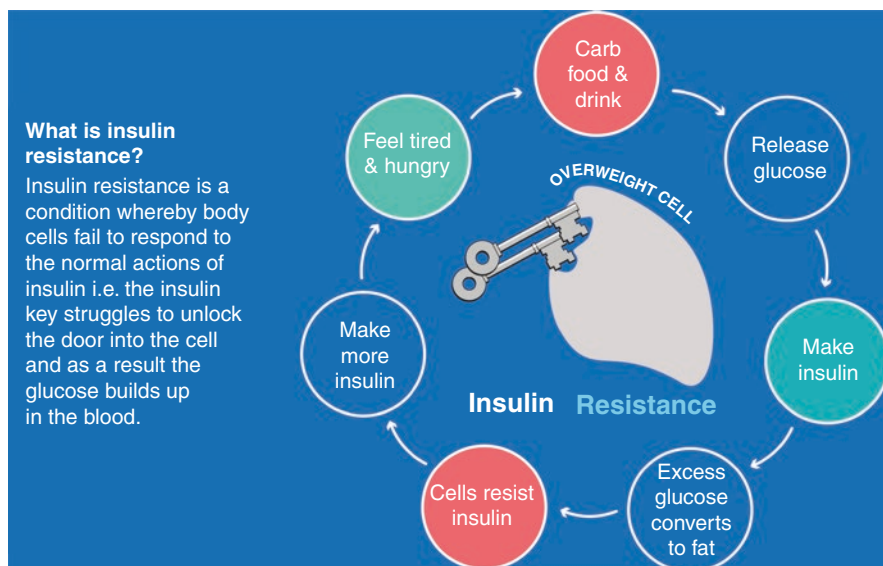 What is insulin
resistance?
Insulin resistance is a
condition whereby body
cells fail to respond to
the normal actions of
insulin i.e. the insulin
key struggles to unlock
the door into the cell
and as a result the
glucose builds up
in the blood.
Carb
food &
drink
Release
glucose
Make
insulin
Excess
glucose
converts
to fat
Cells resist
insulin
Make
more
insulin
Feel tired
& hungry
OVERWEIGHT CELL
Insulin Resistance